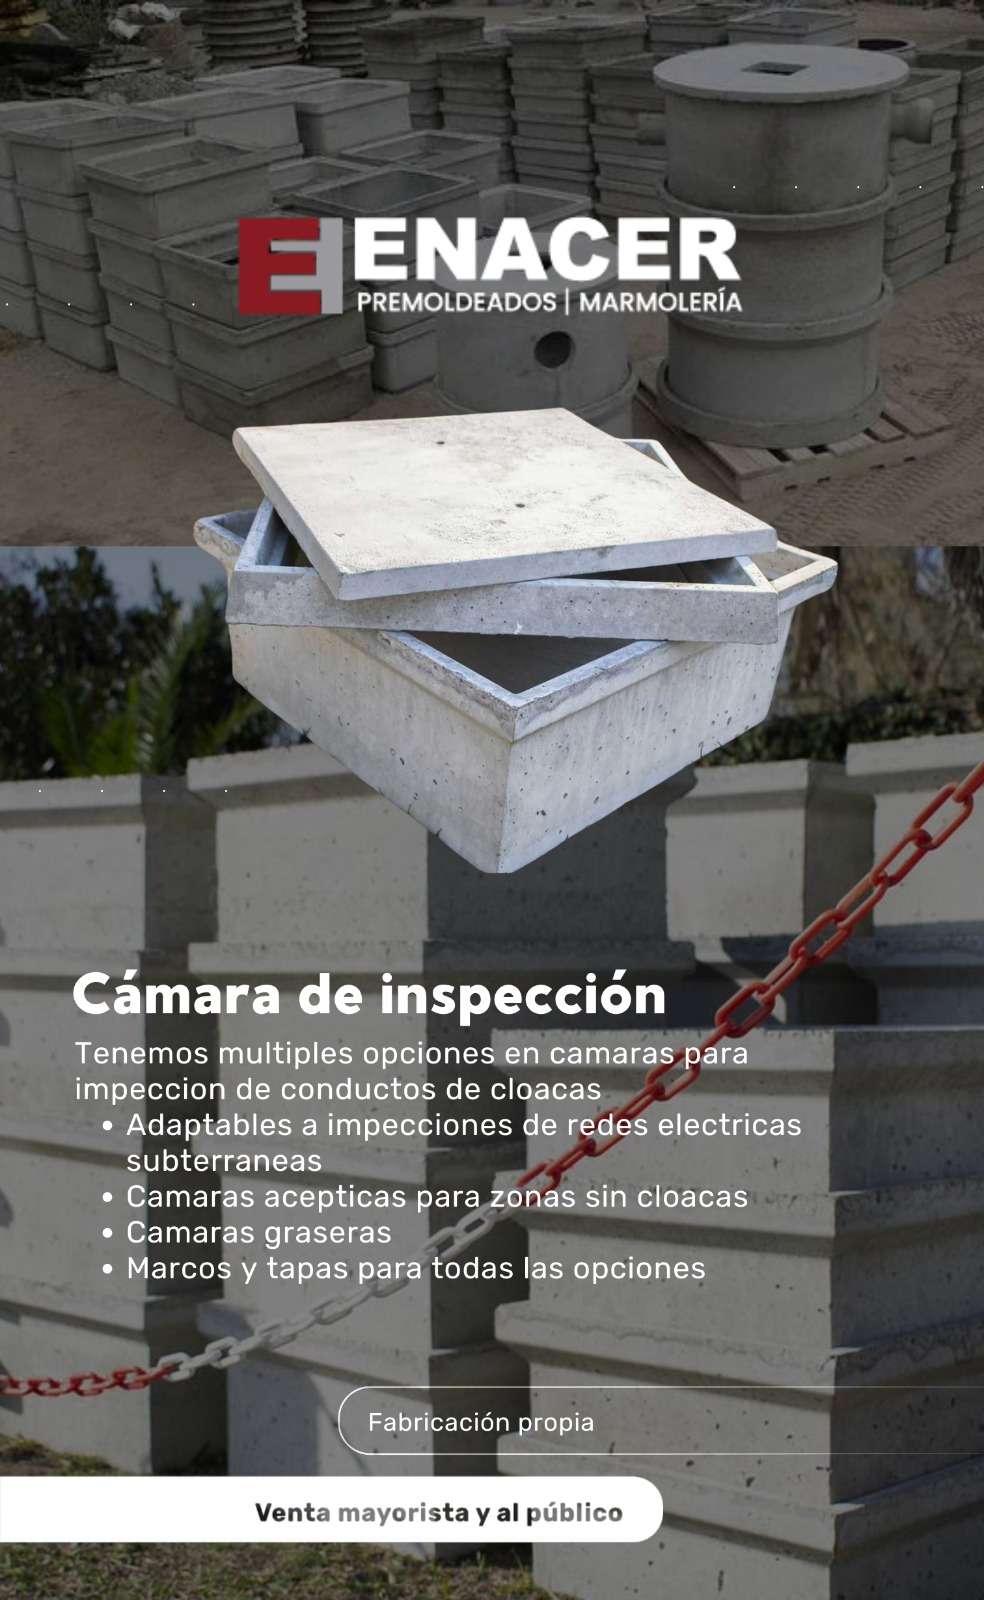 ENACER
PREMOLDEADOS | MARMOLERÍA
Cámara de inspección
Tenemos multiples opciones en camaras para
impeccion de conductos de cloacas
• Adaptables a impecciones de redes electricas
subterraneas
• Camaras acepticas para zonas sin cloacas
• Camaras graseras
• Marcos y tapas para todas las opciones
Fabricación propia
Venta mayorista y al público